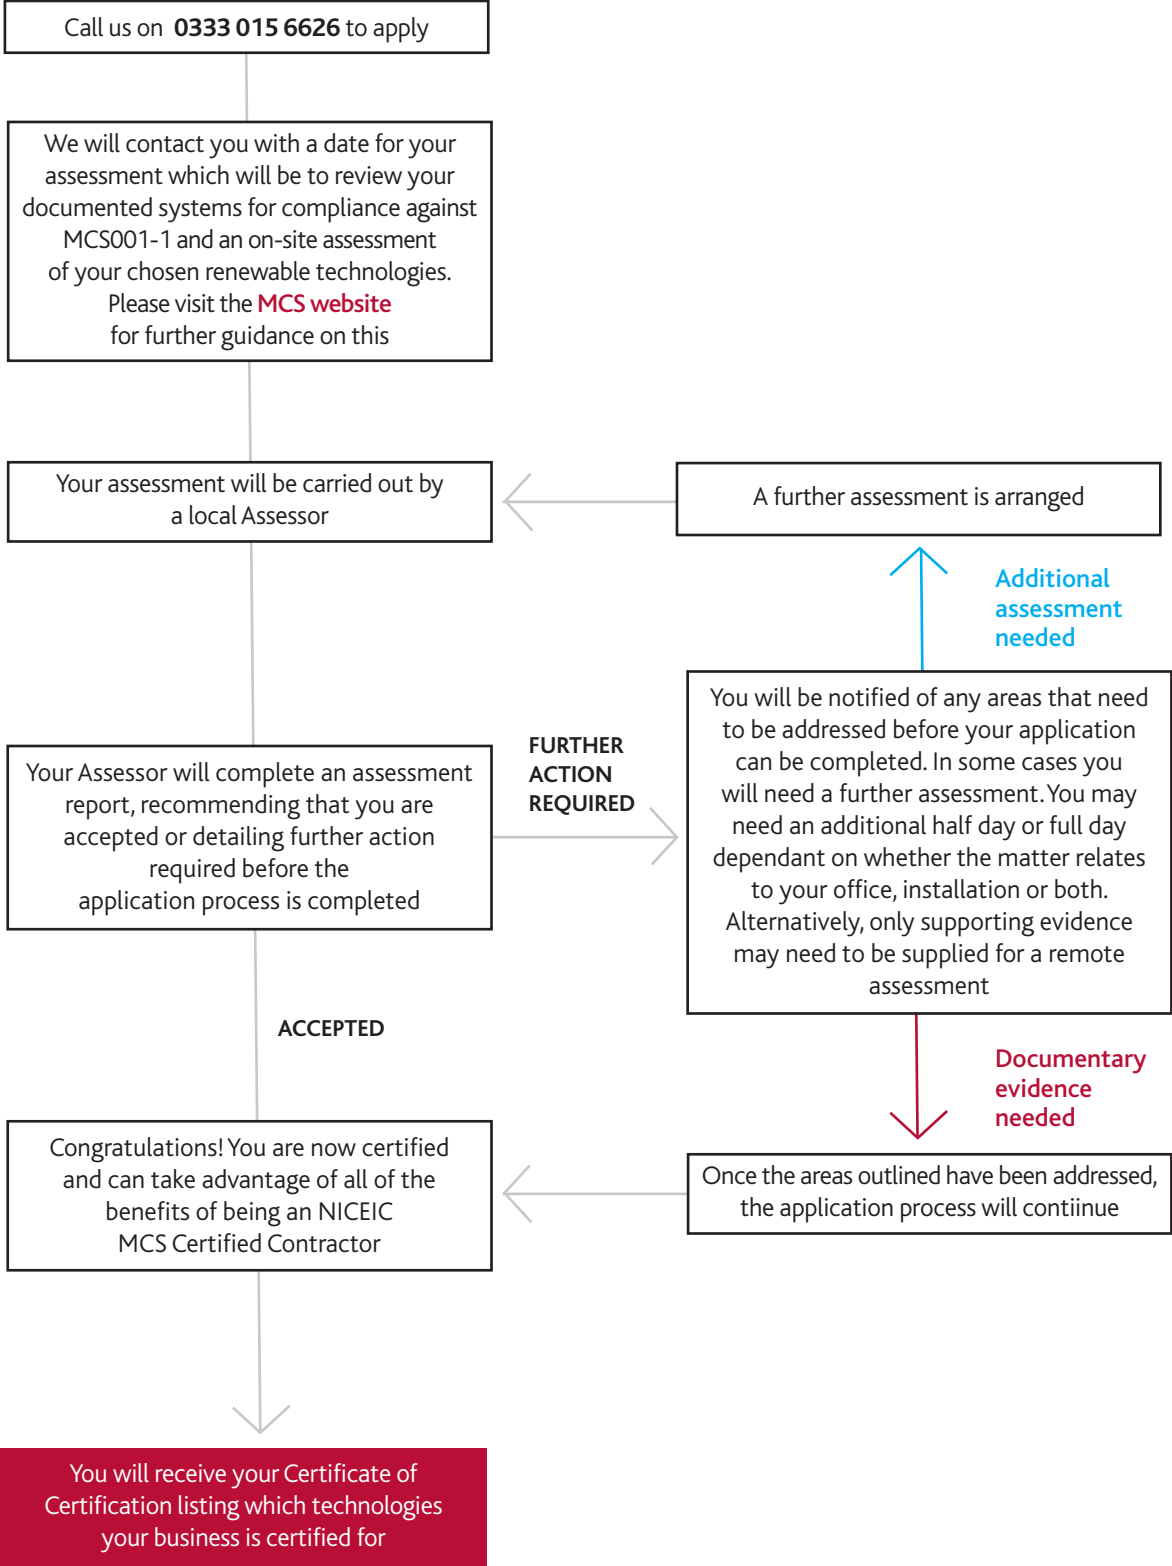 Call us on 0333 015 6626 to apply
We will contact you with a date for your
assessment which will be to review your
documented systems for compliance against
MCS001-1 and an on-site assessment
of your chosen renewable technologies.
Please visit the MCS website
for further guidance on this
Your assessment will be carried out by
a local Assessor
A further assessment is arranged
Additional
assessment
needed
You will be notified of any areas that need
to be addressed before your application
can be completed. In some cases you
will need a further assessment. You may
need an additional half day or full day
dependant on whether the matter relates
to your office, installation or both.
Alternatively, only supporting evidence
may need to be supplied for a remote
assessment
FURTHER
ACTION
REQUIRED
Your Assessor will complete an assessment
report, recommending that you are
accepted or detailing further action
required before the
application process is completed
ACCEPTED
Documentary
evidence
needed
Once the areas outlined have been addressed,
the application process will contiinue
Congratulations! You are now certified
and can take advantage of all of the
benefits of being an NICEIC
MCS Certified Contractor
You will receive your Certificate of
Certification listing which technologies
your business is certified for